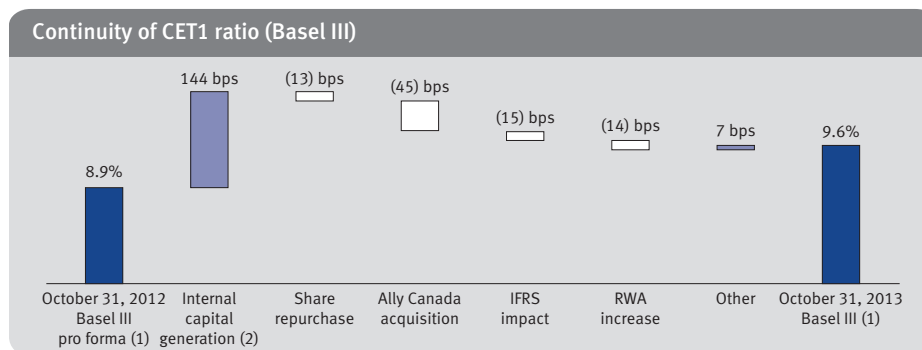 Continuity of CET1 ratio (Basel III)
144 bps
(13) bps
(45) bps
(15) bps
(14) bps
7 bps
9.6%
8.9%
October 31, 2012
Basel III
pro forma (1)
Internal
capital
generation (2)
Share
repurchase
Ally Canada
acquisition
IFRS
impact
RWA
increase
Other
October 31, 2013
Basel III (1)